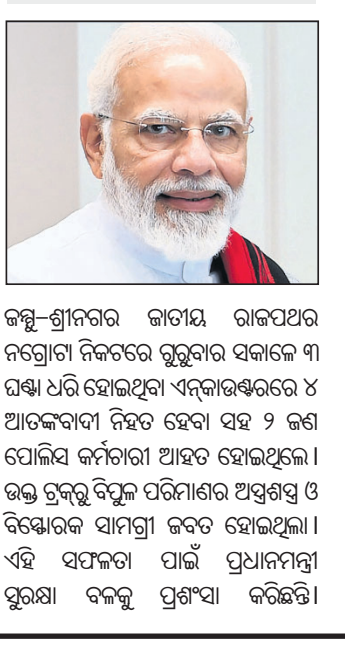 ଜମ୍ମୁ–ଶ୍ରୀନଗର ଜାତୀୟ ରାଜପଥର
ନଗ୍ରୋଟା ନିକଟରେ ଗୁରୁବାର ସକାଳେ ୩
ଘଣ୍ଟା ଧରି ହୋଇଥିବା ଏନ୍‌କାଉଣ୍ଟରରେ ୪
ଆତଙ୍କବାଦୀ ନିହତ ହେବା ସହ ୨ ଜଣ
ପୋଲିସ କର୍ମଚାରୀ ଆହତ ହୋଇଥିଲେ।
ଉକ୍ତ ଟ୍ରକ୍‌ରୁ ବିପୁଳ ପରିମାଣର ଅସ୍ତ୍ରଶସ୍ତ୍ର ଓ
ବିସ୍ଫୋରକ ସାମଗ୍ରୀ ଜବତ ହୋଇଥିଲା।
ଏହି ସଫଳତା ପାଇଁ ପ୍ରଧାନମନ୍ତ୍ରୀ
ସୁରକ୍ଷା ବଳକୁ ପ୍ରଶଂସା କରିଛନ୍ତି।